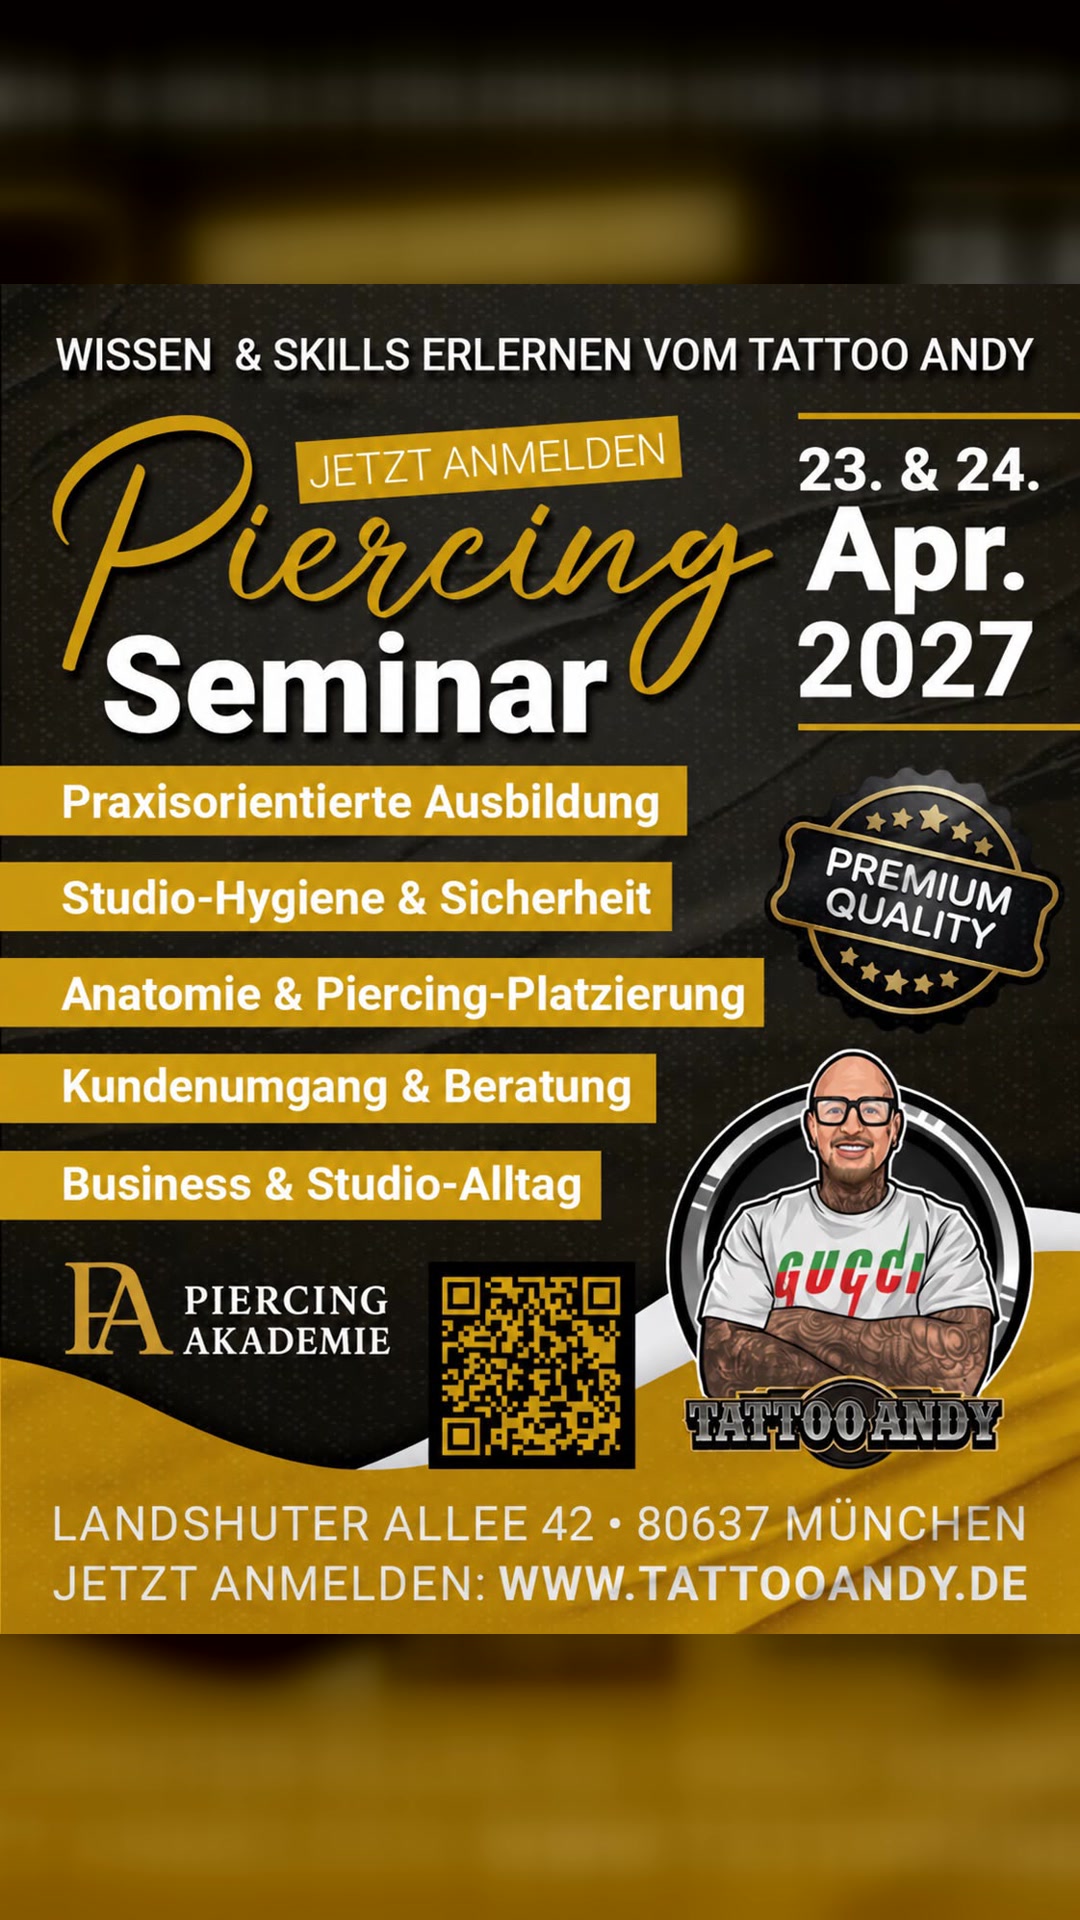 WISSEN & SKILLS ERLERNEN VOM TATTOO ANDY
JETZT ANMELDEN
Piercing
Seminar
23. & 24.
Apr.
2027
Praxisorientierte Ausbildung
Studio-Hygiene & Sicherheit
Anatomie & Piercing-Platzierung
Kundenumgang & Beratung
Business & Studio-Alltag
PREMIUM
QUALITY
GUCCI
TATTOO ANDY
PA
PIERCING
AKADEMIE
LANDSHUTER ALLEE 42 • 80637 MÜNCHEN
JETZT ANMELDEN: WWW.TATTOOANDY.DE